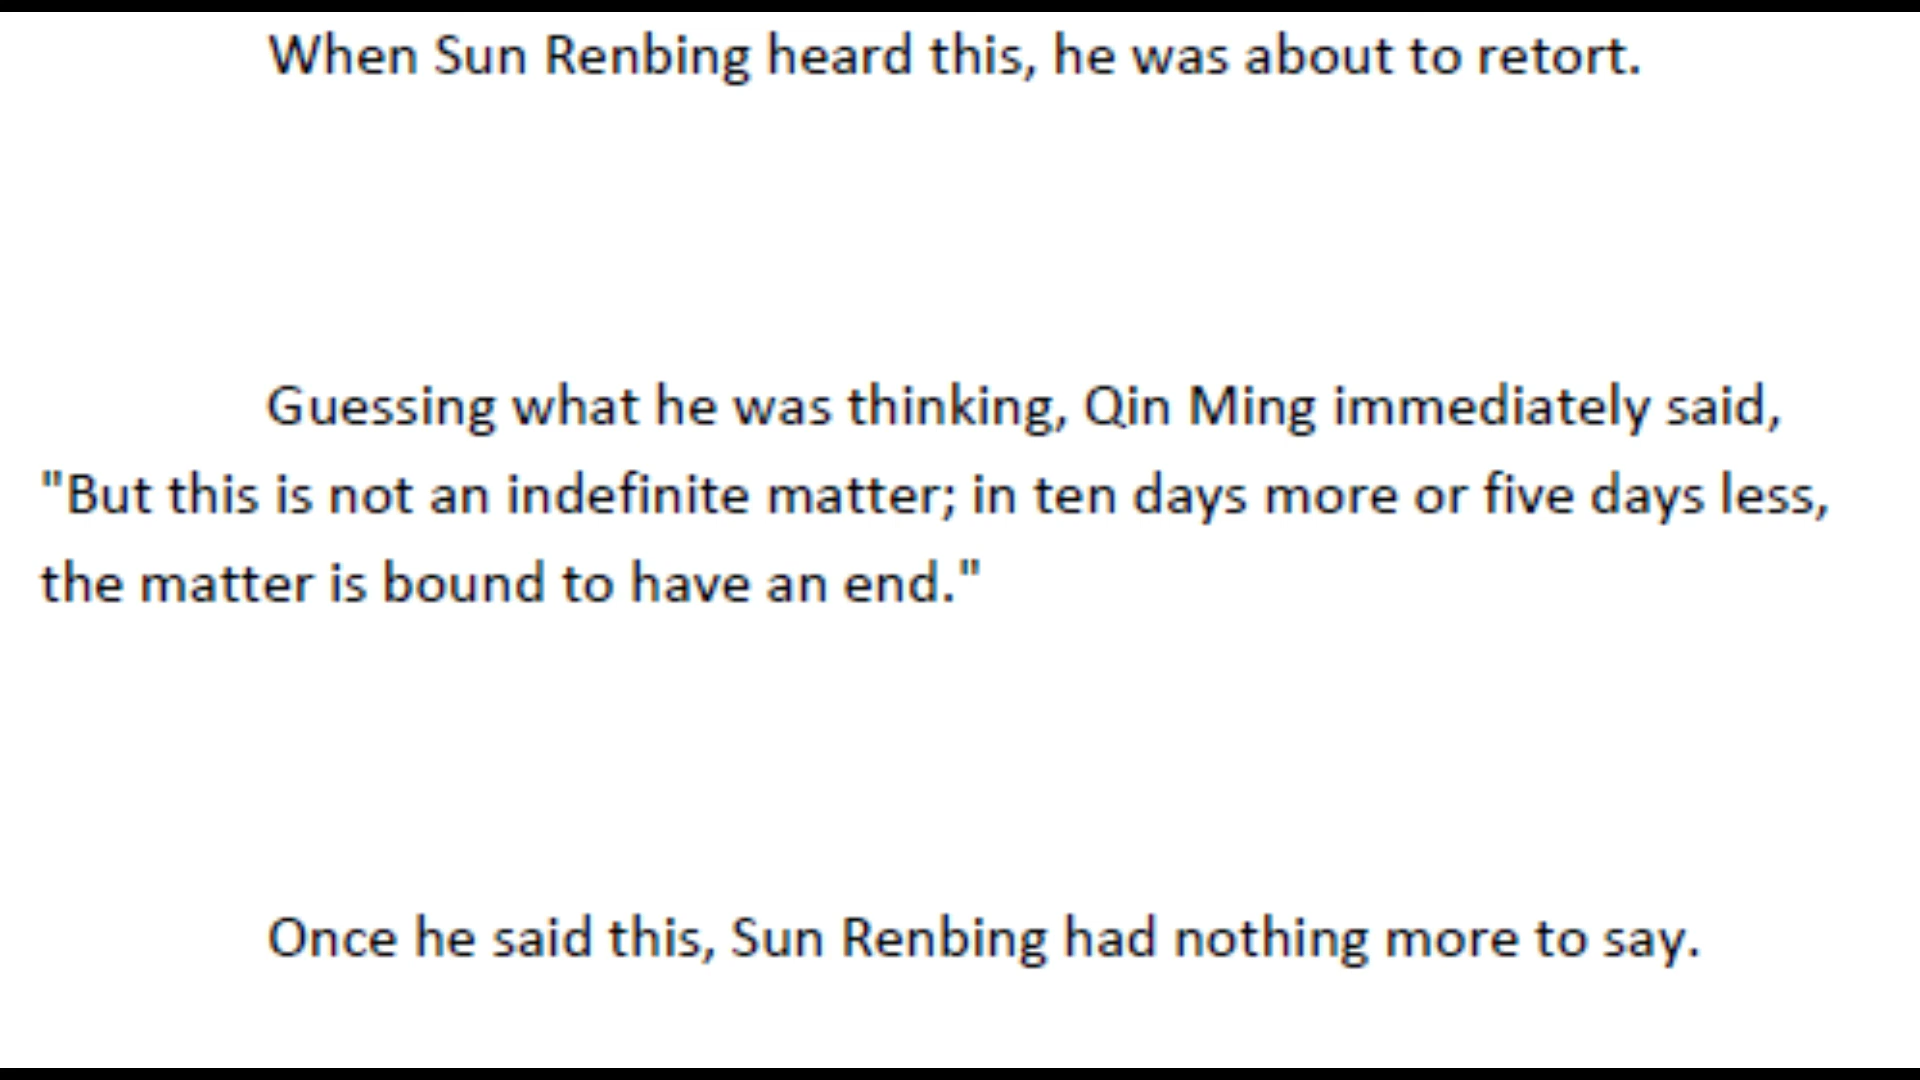 When Sun Renbing heard this, he was about to retort.
Guessing what he was thinking, Qin Ming immediately said,
"But this is not an indefinite matter; in ten days more or five days less,
the matter is bound to have an end."
Once he said this, Sun Renbing had nothing more to say.